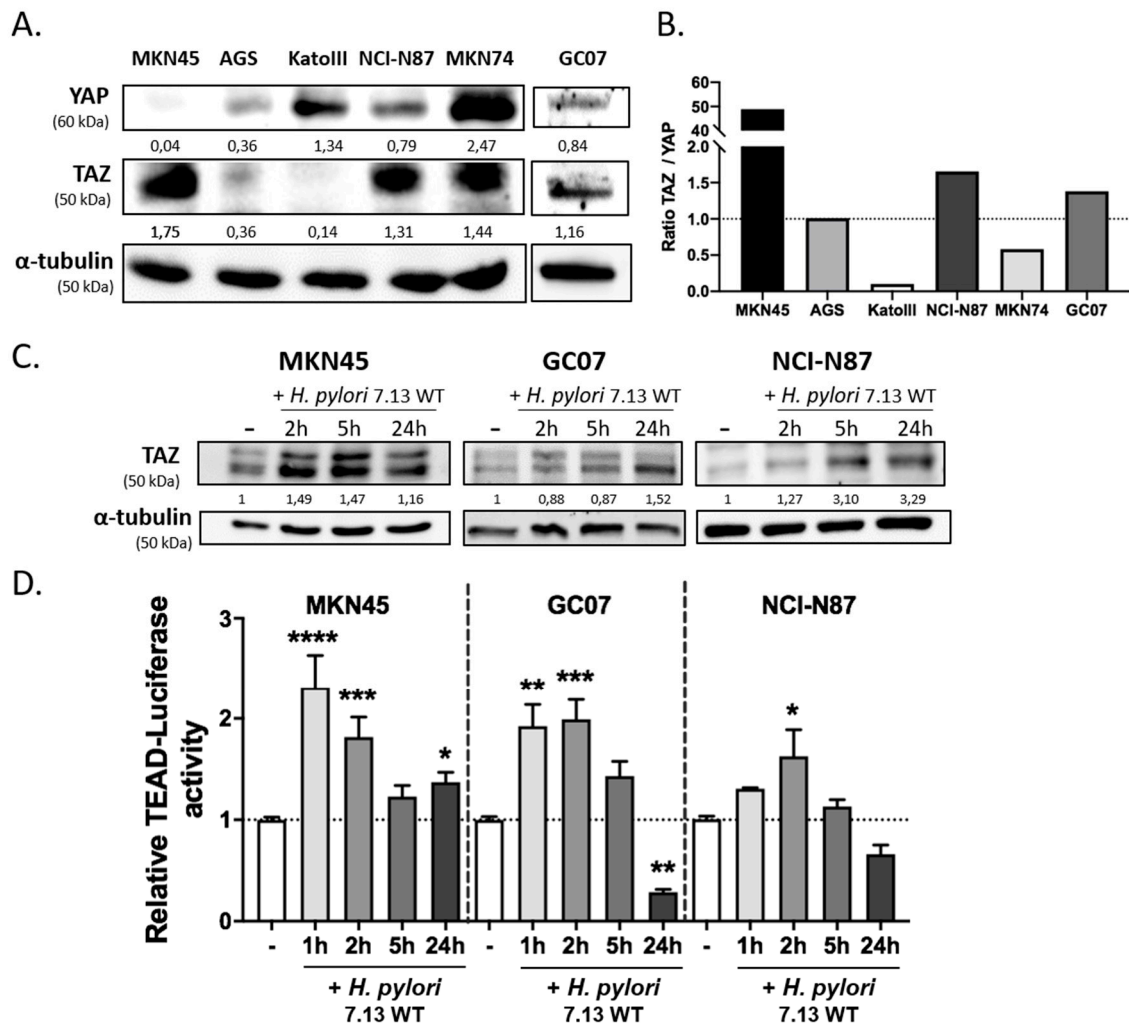 A.
MKN45 AGS KatoIII NCI-N87 MKN74 GC07
YAP
(60 kDa)
0,04 0,36 1,34 0,79 2,47 0,84
TAZ
(50 kDa)
1,75 0,36 0,14 1,31 1,44 1,16
α-tubulin
(50 kDa)
B.
Ratio TAZ / YAP
60
50
40
2.0
1.5
1.0
0.5
0.0
MKN45 AGS KatoIII NCI-N87 MKN74 GC07
C.
MKN45 GC07 NCI-N87
+ H. pylori 7.13 WT + H. pylori 7.13 WT + H. pylori 7.13 WT
– 2h 5h 24h – 2h 5h 24h – 2h 5h 24h
TAZ
(50 kDa)
1 1,49 1,47 1,16 1 0,88 0,87 1,52 1 1,27 3,10 3,29
α-tubulin
(50 kDa)
D.
MKN45 GC07 NCI-N87
Relative TEAD-Luciferase
activity
3
2
1
0
**** *** * ** *** ** *
- 1h 2h 5h 24h - 1h 2h 5h 24h - 1h 2h 5h 24h
+ H. pylori + H. pylori + H. pylori
7.13 WT 7.13 WT 7.13 WT